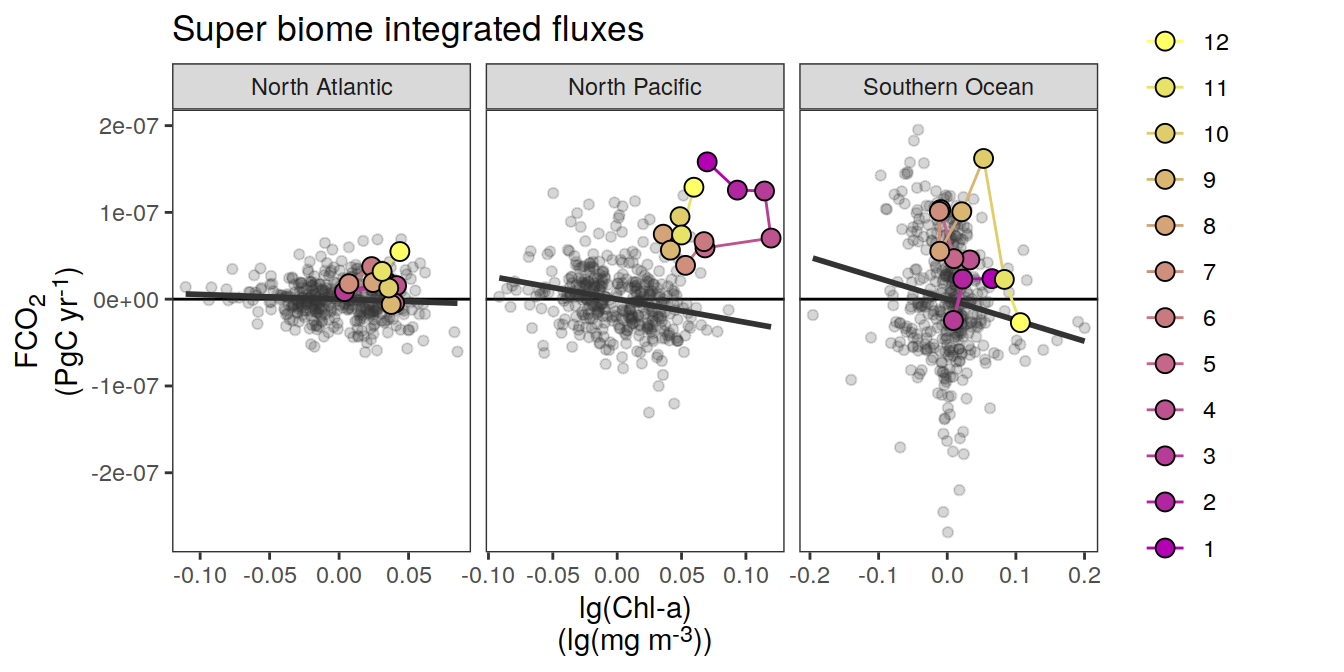 Super biome integrated fluxes
North Atlantic
North Pacific
Southern Ocean
FCO₂
(PgC yr⁻¹)
2e-07
1e-07
0e+00
-1e-07
-2e-07
-0.10 -0.05 0.00 0.05
-0.10 -0.05 0.00 0.05 0.10
-0.2 -0.1 0.0 0.1 0.2
lg(Chl-a)
(lg(mg m⁻³))
12
11
10
9
8
7
6
5
4
3
2
1